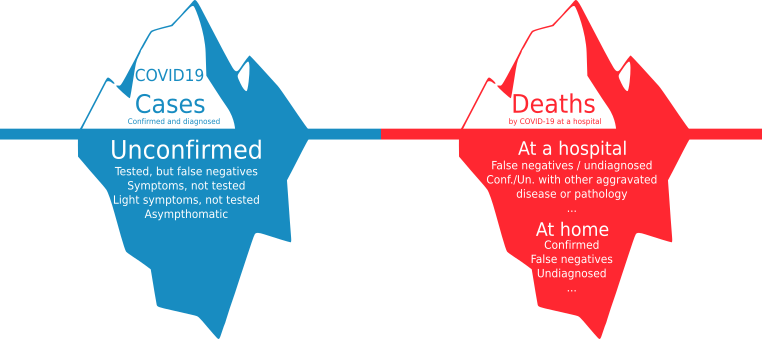 COVID19
Cases
Confirmed and diagnosed
Unconfirmed
Tested, but false negatives
Symptoms, not tested
Light symptoms, not tested
Asympthomatic
Deaths
by COVID-19 at a hospital
At a hospital
False negatives / undiagnosed
Conf./Un. with other aggravated
disease or pathology
...
At home
Confirmed
False negatives
Undiagnosed
...